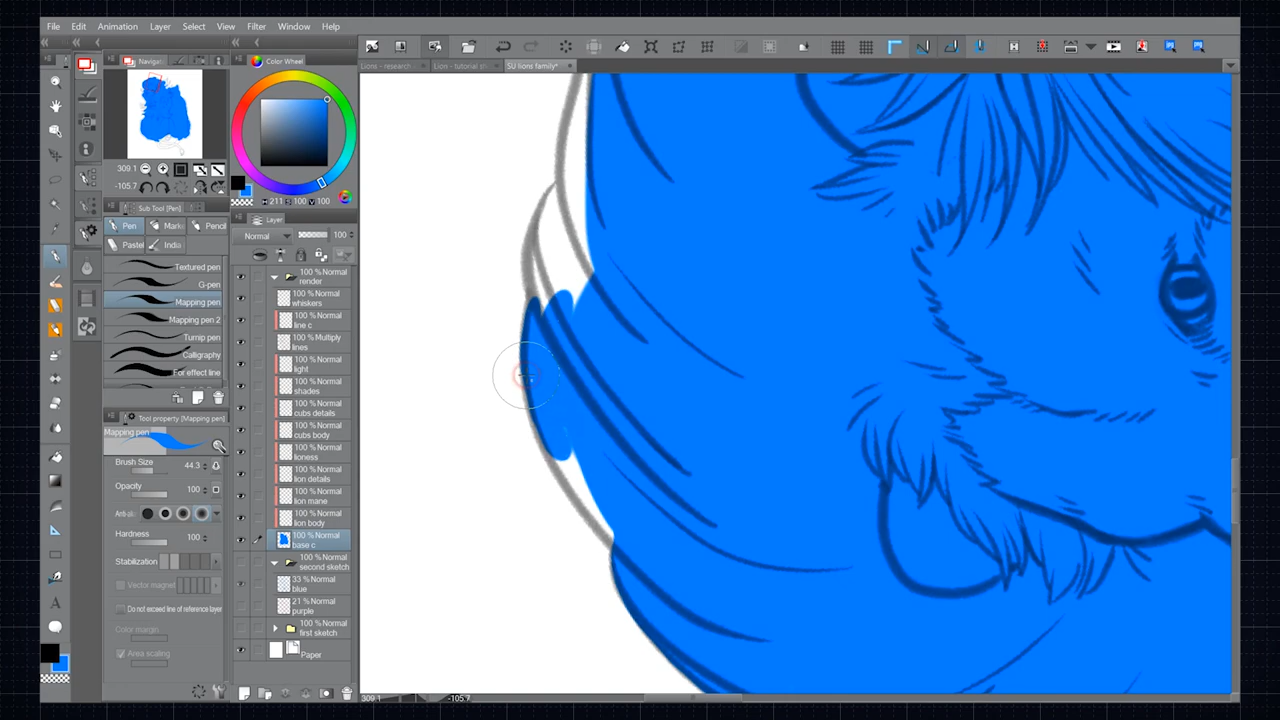 File Edit Animation Layer Select View Filter Window Help
Navigat
Color Wheel
Lions - research
Lion - tutorial st
SU lions family*
309.1
-105.7
H 211 S 100 V 100
Sub Tool [Pen]
Pen Mark Pencil
Pastel India
Textured pen
G-pen
Mapping pen
Mapping pen 2
Turnip pen
Calligraphy
For effect line
Tool property [Mapping pen]
Mapping pen
Brush Size 44.3
Opacity 100
Hardness 100
Stabilization
Vector magnet
Do not exceed line of reference layer
Color margin
Area scaling
Layer
Normal 100
100 % Normal
render
100 % Normal
whiskers
100 % Normal
line c
100 % Multiply
lines
100 % Normal
light
100 % Normal
shades
100 % Normal
cubs details
100 % Normal
cubs body
100 % Normal
lioness
100 % Normal
lion details
100 % Normal
lion mane
100 % Normal
lion body
100 % Normal
base c
100 % Normal
second sketch
33 % Normal
blue
21 % Normal
purple
100 % Normal
first sketch
Paper
309.1
-105.7